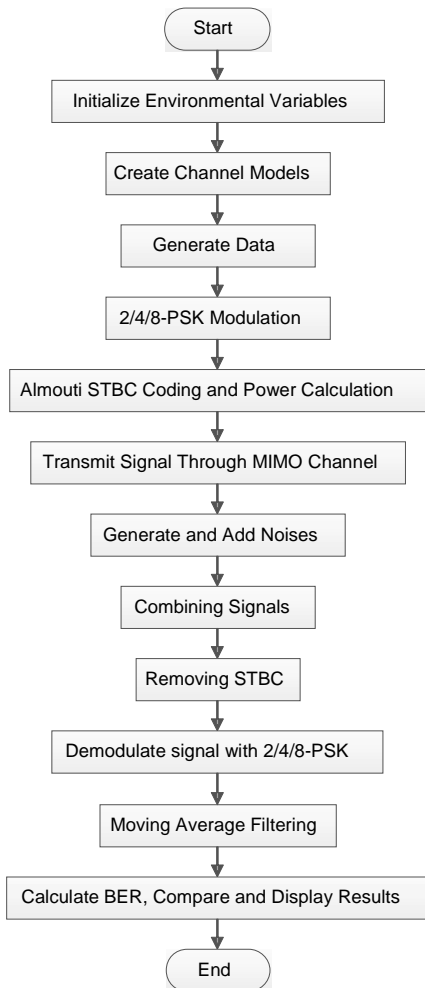 Start
Initialize Environmental Variables
Create Channel Models
Generate Data
2/4/8-PSK Modulation
Almouti STBC Coding and Power Calculation
Transmit Signal Through MIMO Channel
Generate and Add Noises
Combining Signals
Removing STBC
Demodulate signal with 2/4/8-PSK
Moving Average Filtering
Calculate BER, Compare and Display Results
End